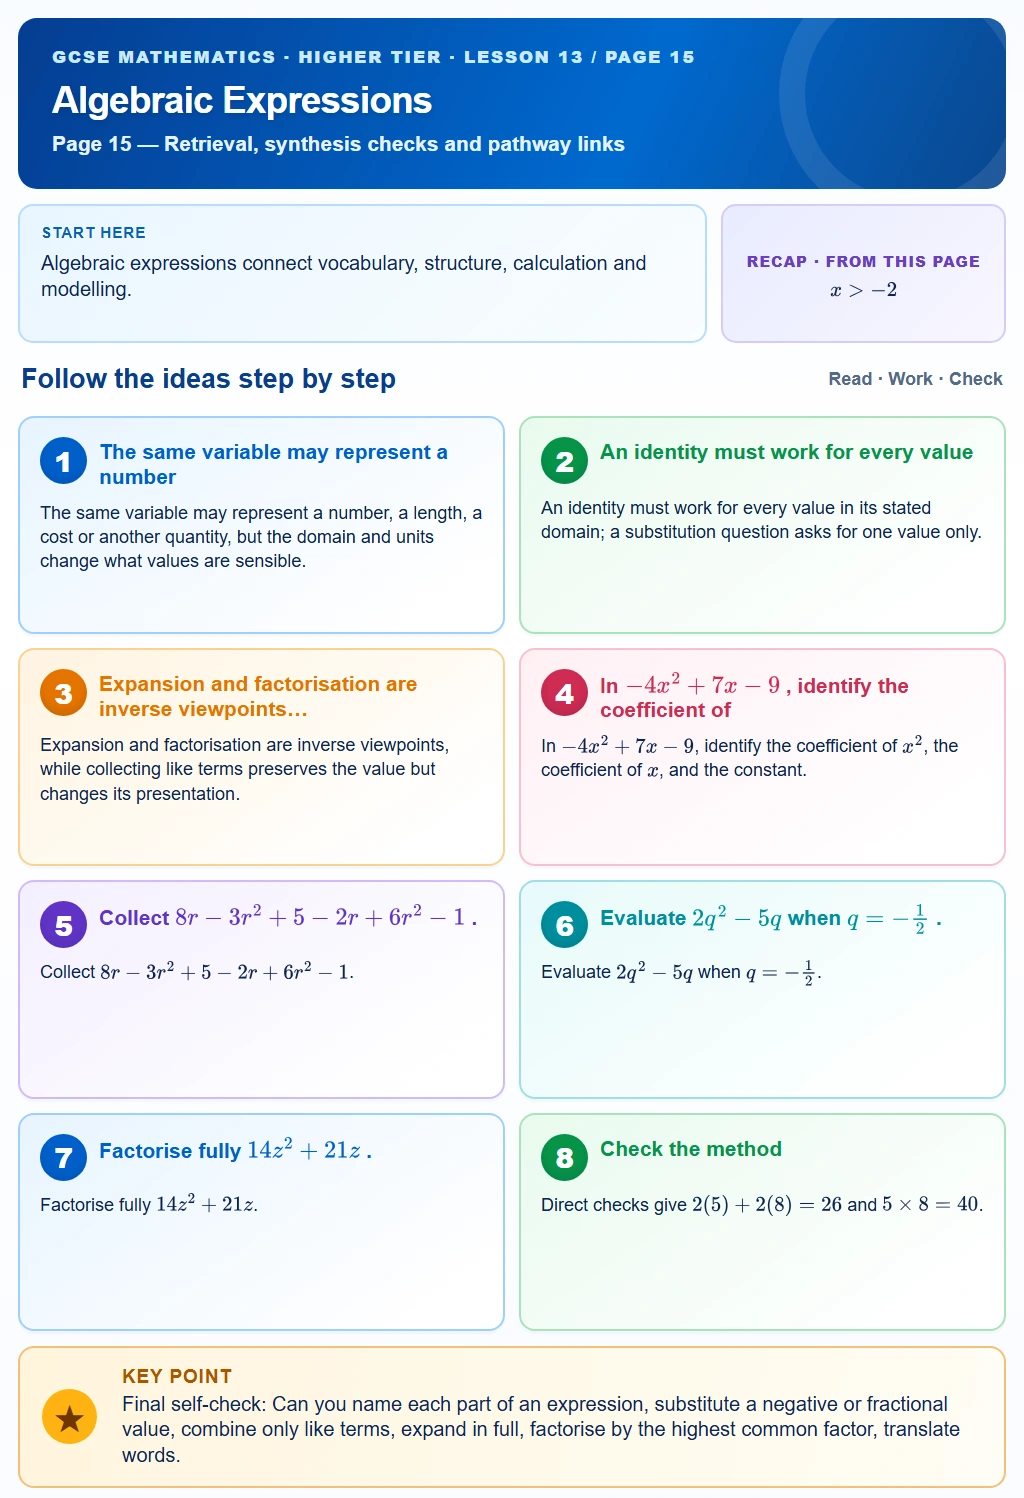 GCSE MATHEMATICS · HIGHER TIER · LESSON 13 / PAGE 15
Algebraic Expressions
Page 15 — Retrieval, synthesis checks and pathway links
START HERE
Algebraic expressions connect vocabulary, structure, calculation and
modelling.
RECAP · FROM THIS PAGE
x > −2
Follow the ideas step by step
Read · Work · Check
1
The same variable may represent a
number
The same variable may represent a number, a length, a
cost or another quantity, but the domain and units
change what values are sensible.
2
An identity must work for every value
An identity must work for every value in its stated
domain; a substitution question asks for one value only.
3
Expansion and factorisation are
inverse viewpoints…
Expansion and factorisation are inverse viewpoints,
while collecting like terms preserves the value but
changes its presentation.
4
In −4x² + 7x − 9 , identify the
coefficient of
In −4x² + 7x − 9, identify the coefficient of x², the
coefficient of x, and the constant.
5
Collect 8r − 3r² + 5 − 2r + 6r² − 1 .
Collect 8r − 3r² + 5 − 2r + 6r² − 1.
6
Evaluate 2q² − 5q when q = −1/2 .
Evaluate 2q² − 5q when q = −1/2.
7
Factorise fully 14z² + 21z .
Factorise fully 14z² + 21z.
8
Check the method
Direct checks give 2(5) + 2(8) = 26 and 5 × 8 = 40.
KEY POINT
Final self-check: Can you name each part of an expression, substitute a negative or fractional
value, combine only like terms, expand in full, factorise by the highest common factor, translate
words.